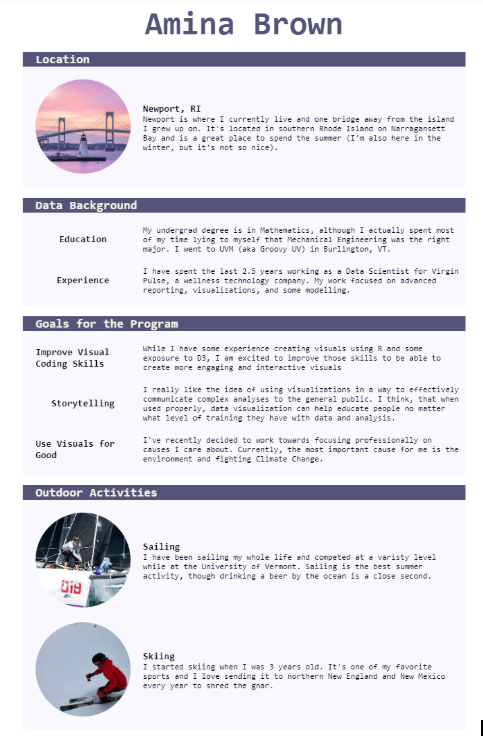 Amina Brown
Location
Newport, RI
Newport is where I currently live and one bridge away from the island
I grew up on. It's located in southern Rhode Island on Narragansett
Bay and is a great place to spend the summer (I'm also here in the
winter, but it's not so nice).
Data Background
Education
My undergrad degree is in Mathematics, although I actually spent most
of my time lying to myself that Mechanical Engineering was the right
major. I went to UVM (aka Groovy UV) in Burlington, VT.
Experience
I have spent the last 2.5 years working as a Data Scientist for Virgin
Pulse, a wellness technology company. My work focused on advanced
reporting, visualizations, and some modelling.
Goals for the Program
Improve Visual
Coding Skills
While I have some experience creating visuals using R and some
exposure to D3, I am excited to improve those skills to be able to
create more engaging and interactive visuals
Storytelling
I really like the idea of using visualizations in a way to effectively
communicate complex analyses to the general public. I think, that when
used properly, data visualization can help educate people no matter
what level of training they have with data and analysis.
Use Visuals for
Good
I've recently decided to work towards focusing professionally on
causes I care about. Currently, the most important cause for me is the
environment and fighting Climate Change.
Outdoor Activities
019
Sailing
I have been sailing my whole life and competed at a varisty level
while at the University of Vermont. Sailing is the best summer
activity, though drinking a beer by the ocean is a close second.
Skiing
I started skiing when I was 3 years old. It's one of my favorite
sports and I love sending it to northern New England and New Mexico
every year to shred the gnar.